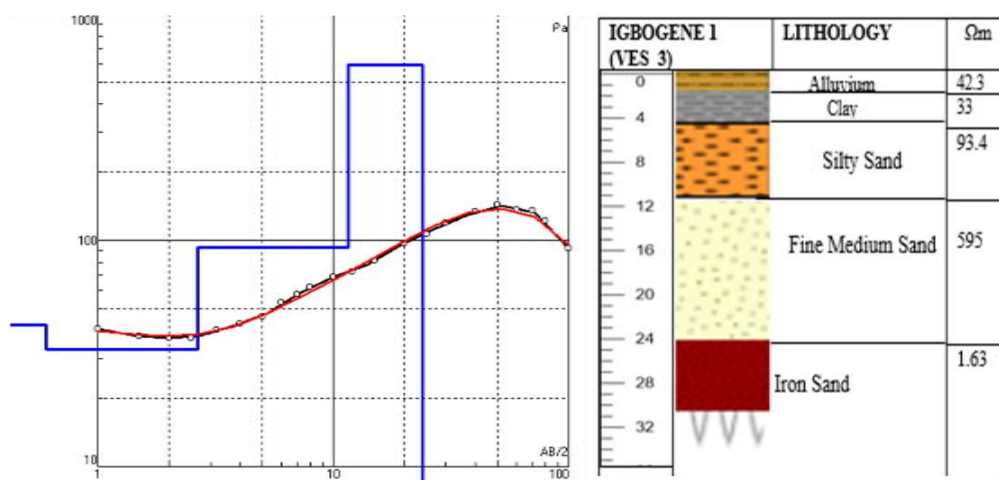 1000
Pa
100
10
AB/2
1
10
100
IGBOGENE 1
(VES 3)
LITHOLOGY
Ωm
0
4
8
12
16
20
24
28
32
Alluvium
42.3
Clay
33
Silty Sand
93.4
Fine Medium Sand
595
Iron Sand
1.63